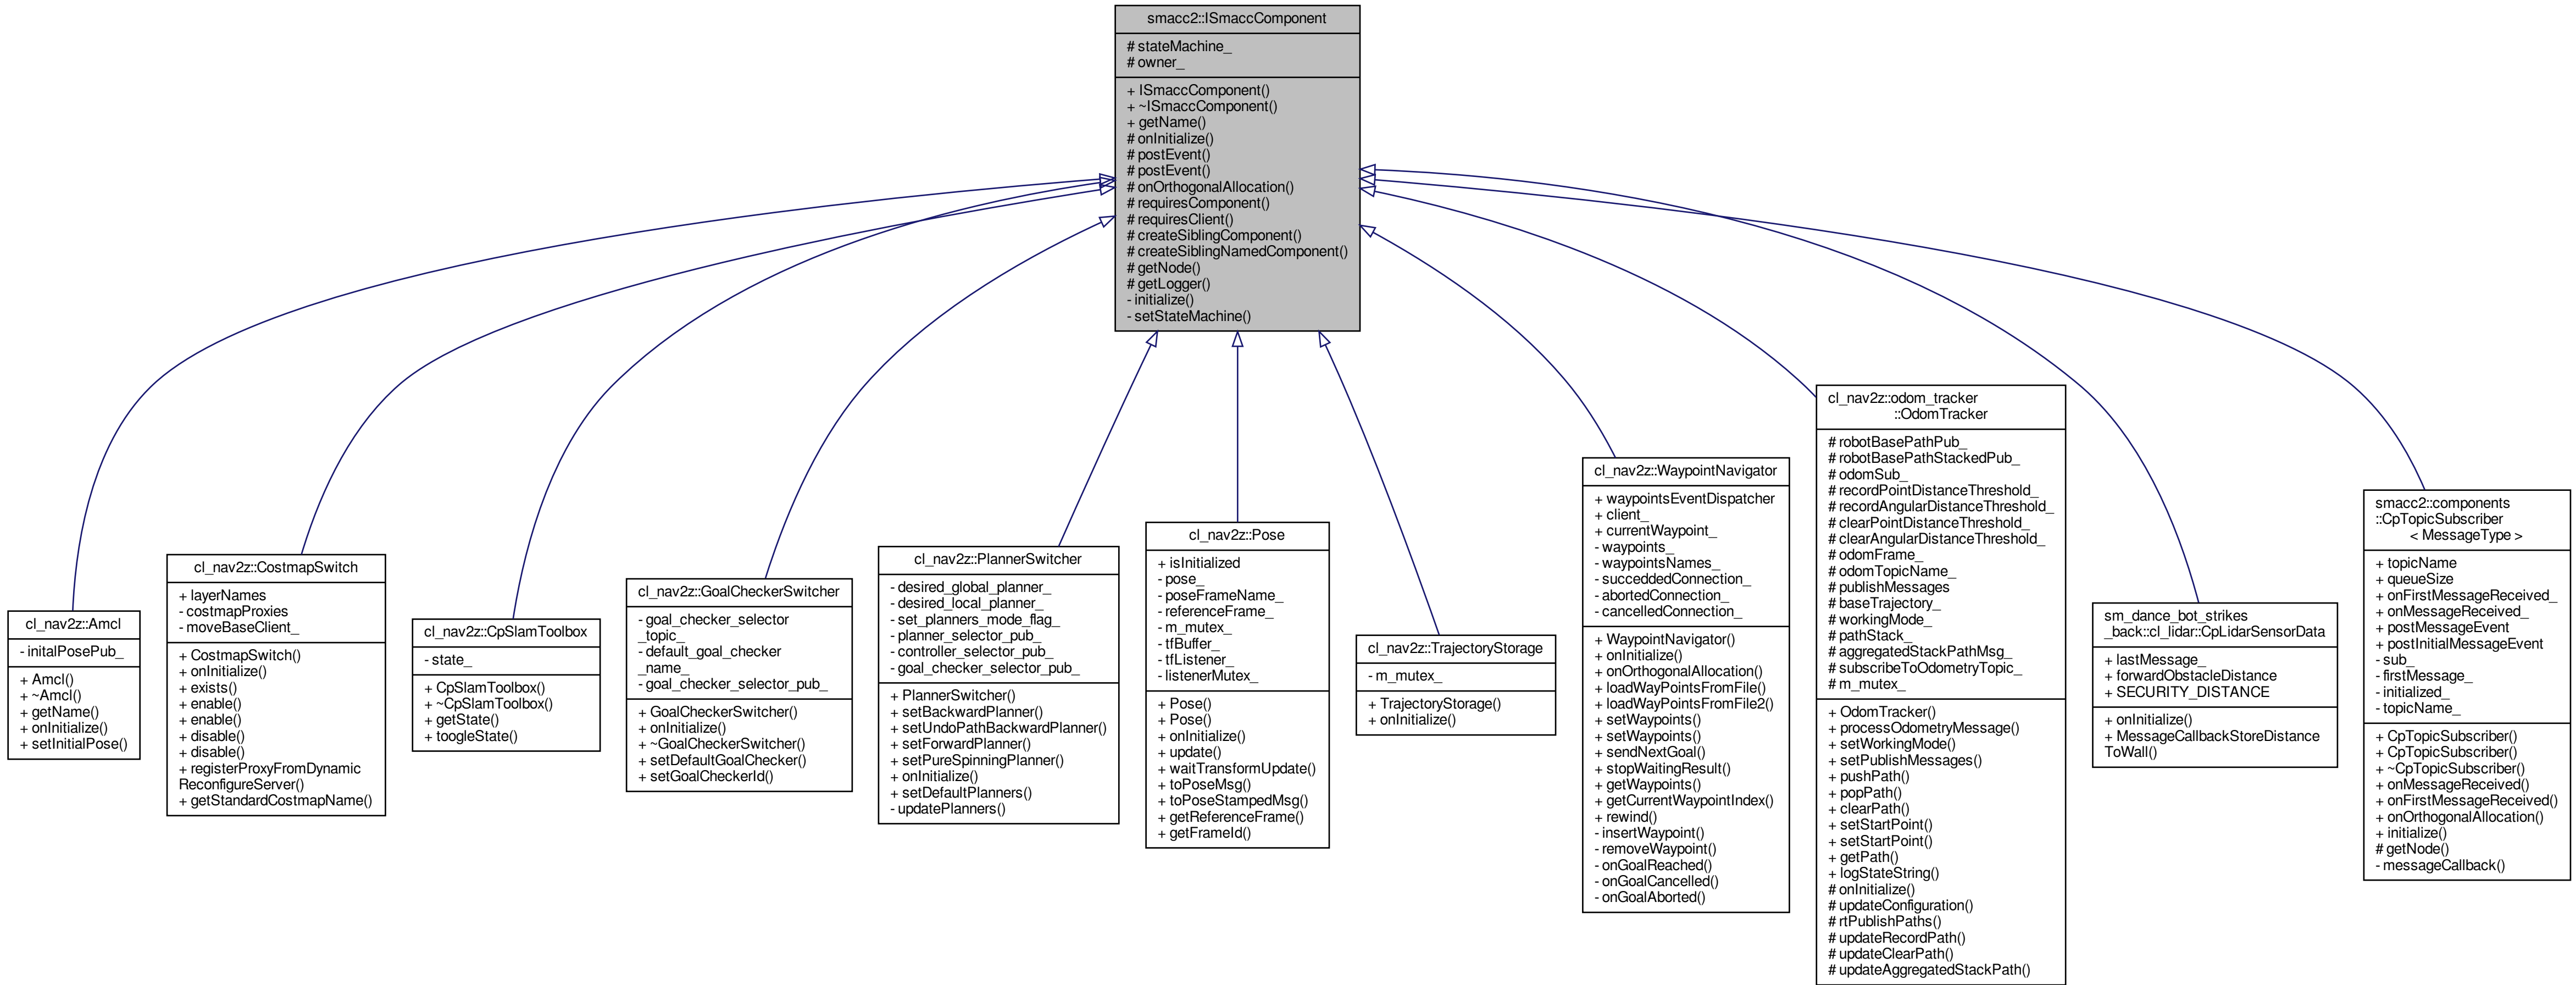 smacc2::ISmaccComponent
# stateMachine_
# owner_
+ ISmaccComponent()
+ ~ISmaccComponent()
+ getName()
# onInitialize()
# postEvent()
# postEvent()
# onOrthogonalAllocation()
# requiresComponent()
# requiresClient()
# createSiblingComponent()
# createSiblingNamedComponent()
# getNode()
# getLogger()
- initialize()
- setStateMachine()
cl_nav2z::Amcl
- initalPosePub_
+ Amcl()
+ ~Amcl()
+ getName()
+ onInitialize()
+ setInitialPose()
cl_nav2z::CostmapSwitch
+ layerNames
- costmapProxies
- moveBaseClient_
+ CostmapSwitch()
+ onInitialize()
+ exists()
+ enable()
+ enable()
+ disable()
+ disable()
+ registerProxyFromDynamic
ReconfigureServer()
+ getStandardCostmapName()
cl_nav2z::CpSlamToolbox
- state_
+ CpSlamToolbox()
+ ~CpSlamToolbox()
+ getState()
+ toogleState()
cl_nav2z::GoalCheckerSwitcher
- goal_checker_selector
_topic_
- default_goal_checker
_name_
- goal_checker_selector_pub_
+ GoalCheckerSwitcher()
+ onInitialize()
+ ~GoalCheckerSwitcher()
+ setDefaultGoalChecker()
+ setGoalCheckerId()
cl_nav2z::PlannerSwitcher
- desired_global_planner_
- desired_local_planner_
- set_planners_mode_flag_
- planner_selector_pub_
- controller_selector_pub_
- goal_checker_selector_pub_
+ PlannerSwitcher()
+ setBackwardPlanner()
+ setUndoPathBackwardPlanner()
+ setForwardPlanner()
+ setPureSpinningPlanner()
+ onInitialize()
+ setDefaultPlanners()
- updatePlanners()
cl_nav2z::Pose
+ isInitialized
- pose_
- poseFrameName_
- referenceFrame_
- m_mutex_
- tfBuffer_
- tfListener_
- listenerMutex_
+ Pose()
+ Pose()
+ onInitialize()
+ update()
+ waitTransformUpdate()
+ toPoseMsg()
+ toPoseStampedMsg()
+ getReferenceFrame()
+ getFrameId()
cl_nav2z::TrajectoryStorage
- m_mutex_
+ TrajectoryStorage()
+ onInitialize()
cl_nav2z::WaypointNavigator
+ waypointsEventDispatcher
+ client_
+ currentWaypoint_
- waypoints_
- waypointsNames_
- succeddedConnection_
- abortedConnection_
- cancelledConnection_
+ WaypointNavigator()
+ onInitialize()
+ onOrthogonalAllocation()
+ loadWayPointsFromFile()
+ loadWayPointsFromFile2()
+ setWaypoints()
+ setWaypoints()
+ sendNextGoal()
+ stopWaitingResult()
+ getWaypoints()
+ getCurrentWaypointIndex()
+ rewind()
- insertWaypoint()
- removeWaypoint()
- onGoalReached()
- onGoalCancelled()
- onGoalAborted()
cl_nav2z::odom_tracker
::OdomTracker
# robotBasePathPub_
# robotBasePathStackedPub_
# odomSub_
# recordPointDistanceThreshold_
# recordAngularDistanceThreshold_
# clearPointDistanceThreshold_
# clearAngularDistanceThreshold_
# odomFrame_
# odomTopicName_
# publishMessages
# baseTrajectory_
# workingMode_
# pathStack_
# aggregatedStackPathMsg_
# subscribeToOdometryTopic_
# m_mutex_
+ OdomTracker()
+ processOdometryMessage()
+ setWorkingMode()
+ setPublishMessages()
+ pushPath()
+ popPath()
+ clearPath()
+ setStartPoint()
+ setStartPoint()
+ getPath()
+ logStateString()
# onInitialize()
# updateConfiguration()
# rtPublishPaths()
# updateRecordPath()
# updateClearPath()
# updateAggregatedStackPath()
sm_dance_bot_strikes
_back::cl_lidar::CpLidarSensorData
+ lastMessage_
+ forwardObstacleDistance
+ SECURITY_DISTANCE
+ onInitialize()
+ MessageCallbackStoreDistance
ToWall()
smacc2::components
::CpTopicSubscriber
< MessageType >
+ topicName
+ queueSize
+ onFirstMessageReceived_
+ onMessageReceived_
+ postMessageEvent
+ postInitialMessageEvent
- sub_
- firstMessage_
- initialized_
- topicName_
+ CpTopicSubscriber()
+ CpTopicSubscriber()
+ ~CpTopicSubscriber()
+ onMessageReceived()
+ onFirstMessageReceived()
+ onOrthogonalAllocation()
+ initialize()
# getNode()
- messageCallback()